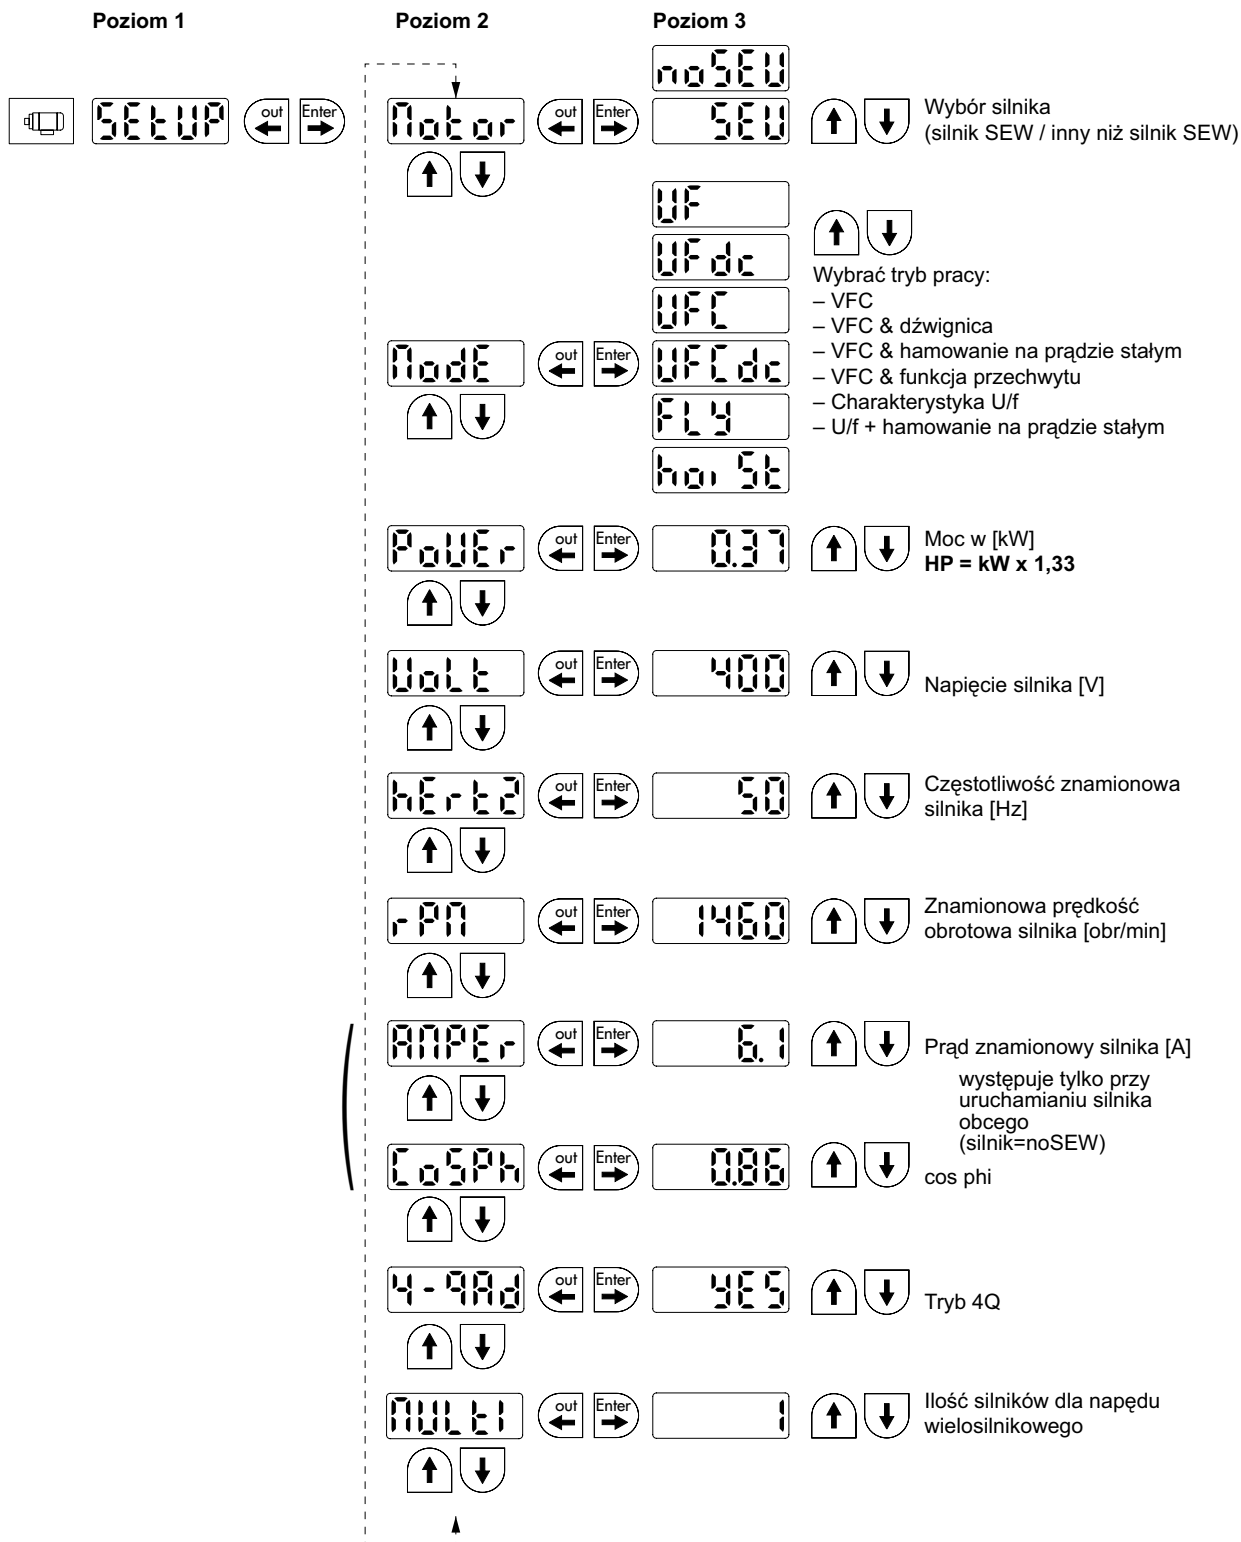 Poziom 1 Poziom 2 Poziom 3
noSEU
SEtUP out Enter Motor out Enter SEU Wybór silnika
(silnik SEW / inny niż silnik SEW)
UF
UFdc
Wybrać tryb pracy:
– VFC
UFC
– VFC & dźwignica
– VFC & hamowanie na prądzie stałym
ModE out Enter UFCdc
– VFC & funkcja przechwytu
– Charakterystyka U/f
FLY
– U/f + hamowanie na prądzie stałym
hoiSt
PoUEr out Enter 0.37 Moc w [kW]
HP = kW x 1,33
UoLt out Enter 400 Napięcie silnika [V]
hErt2 out Enter 50 Częstotliwość znamionowa
silnika [Hz]
rPM out Enter 1460 Znamionowa prędkość
obrotowa silnika [obr/min]
AMPEr out Enter 6.1 Prąd znamionowy silnika [A]
występuje tylko przy
uruchamianiu silnika
obcego
(silnik=noSEW)
CoSPh out Enter 0.86 cos phi
4-qAd out Enter YES Tryb 4Q
MULtI out Enter 1 Ilość silników dla napędu
wielosilnikowego